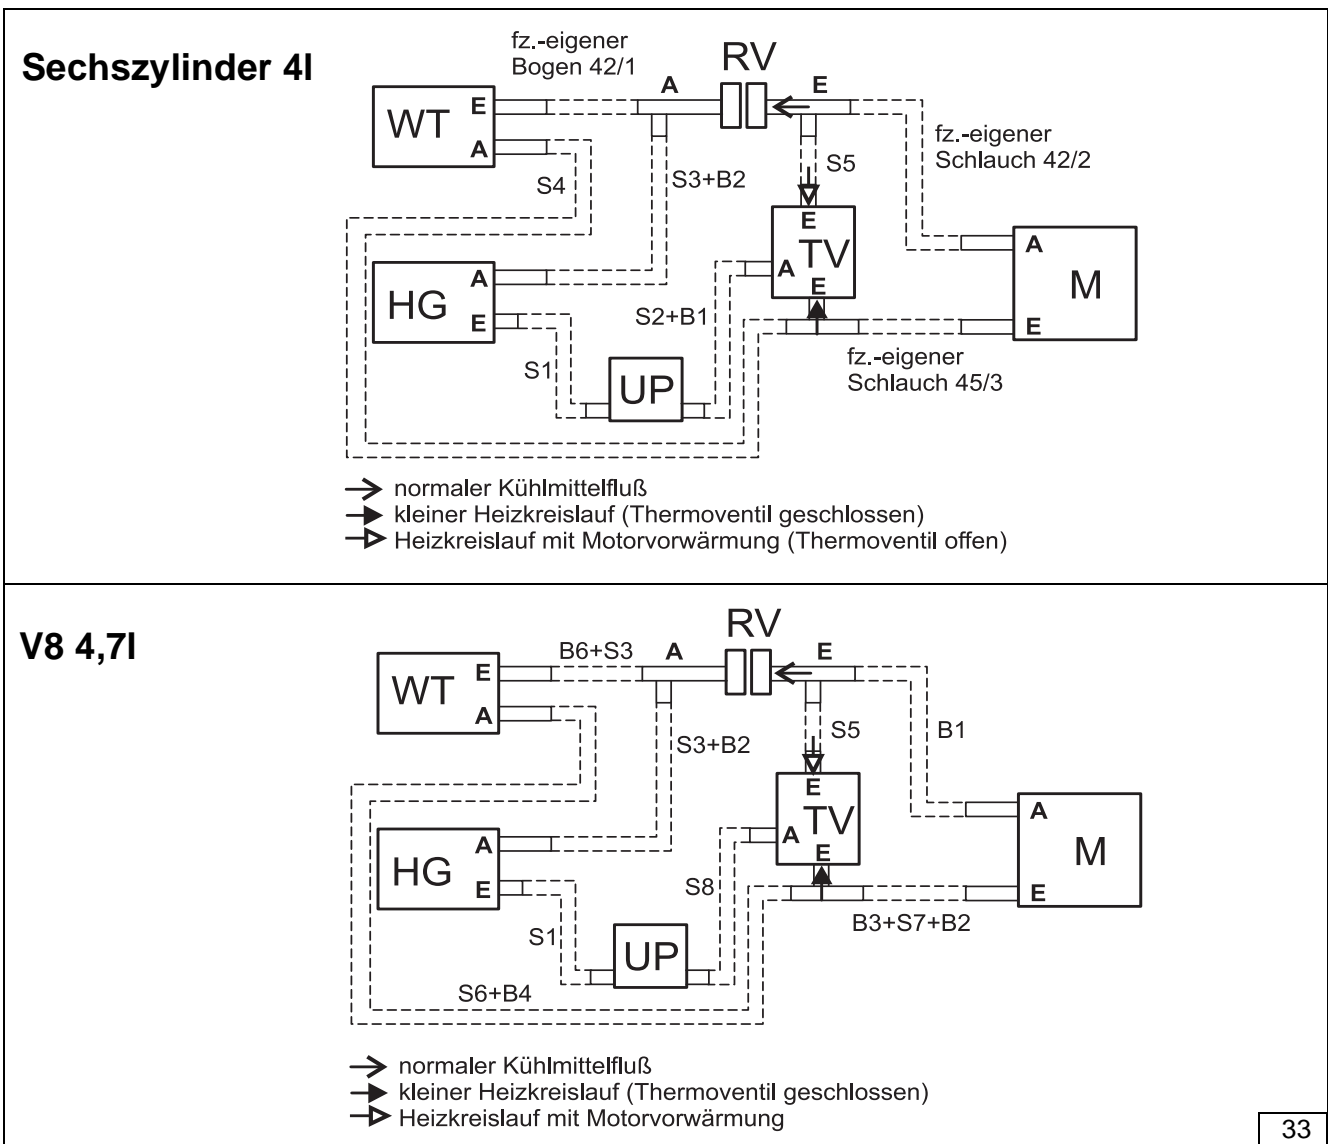 Sechszylinder 4l
fz.-eigener
Bogen 42/1
RV
A
E
WT
E
A
fz.-eigener
Schlauch 42/2
S4
S3+B2
S5
E
TV
A
E
A
M
E
HG
A
E
S2+B1
S1
UP
fz.-eigener
Schlauch 45/3
normaler Kühlmittelfluß
kleiner Heizkreislauf (Thermoventil geschlossen)
Heizkreislauf mit Motorvorwärmung (Thermoventil offen)
V8 4,7l
RV
B6+S3
A
E
WT
E
A
S3+B2
S5
B1
E
TV
A
E
A
M
E
HG
A
E
S8
B3+S7+B2
S1
UP
S6+B4
normaler Kühlmittelfluß
kleiner Heizkreislauf (Thermoventil geschlossen)
Heizkreislauf mit Motorvorwärmung
33